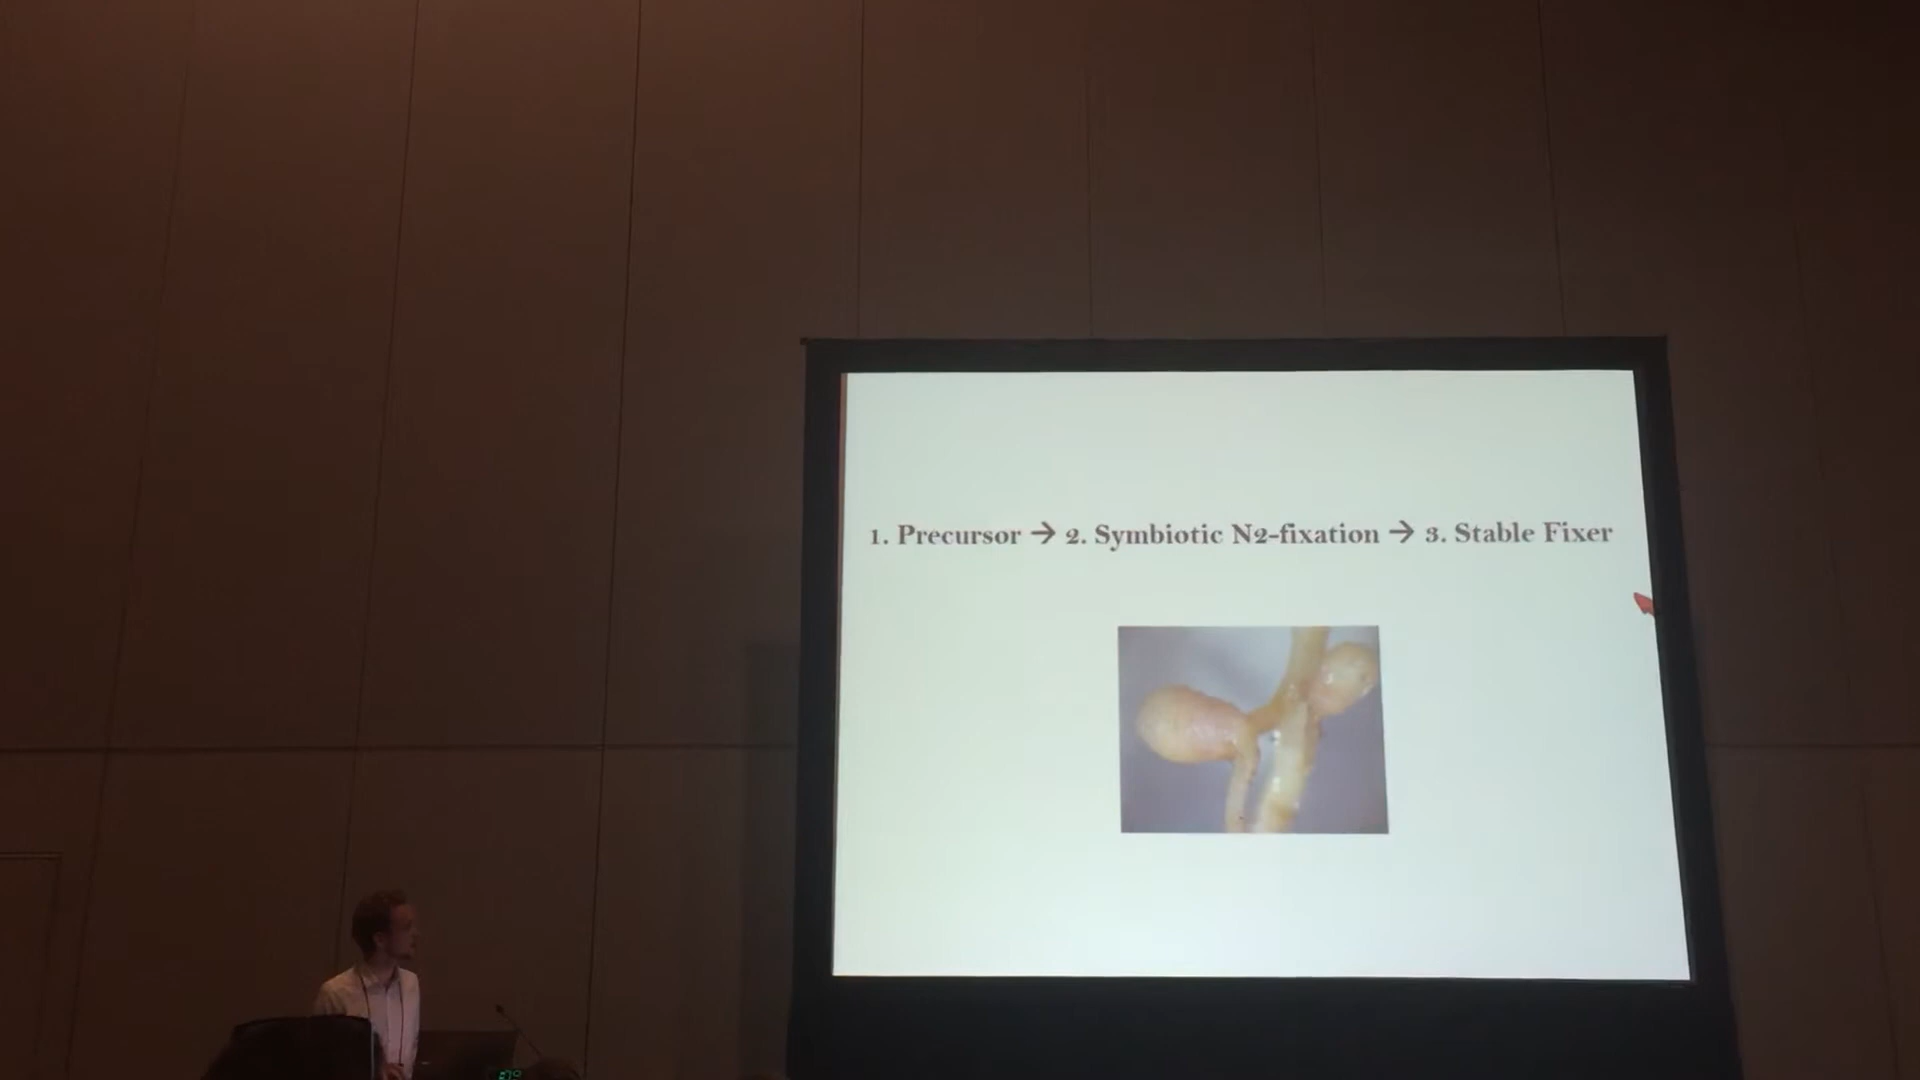 1. Precursor → 2. Symbiotic N2-fixation → 3. Stable Fixer